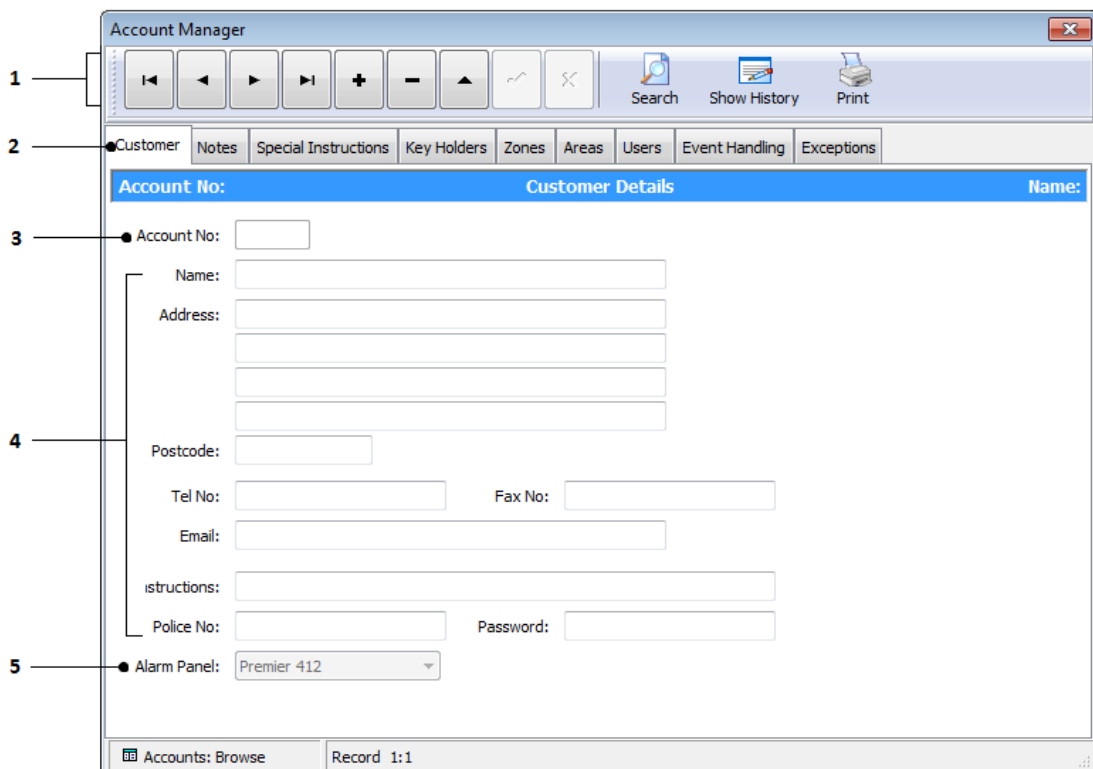 Account Manager
1
Search Show History Print
2
Customer Notes Special Instructions Key Holders Zones Areas Users Event Handling Exceptions
Account No: Customer Details Name:
3
Account No:
Name:
Address:
4
Postcode:
Tel No: Fax No:
Email:
structions:
Police No: Password:
5
Alarm Panel: Premier 412
Accounts: Browse Record 1:1